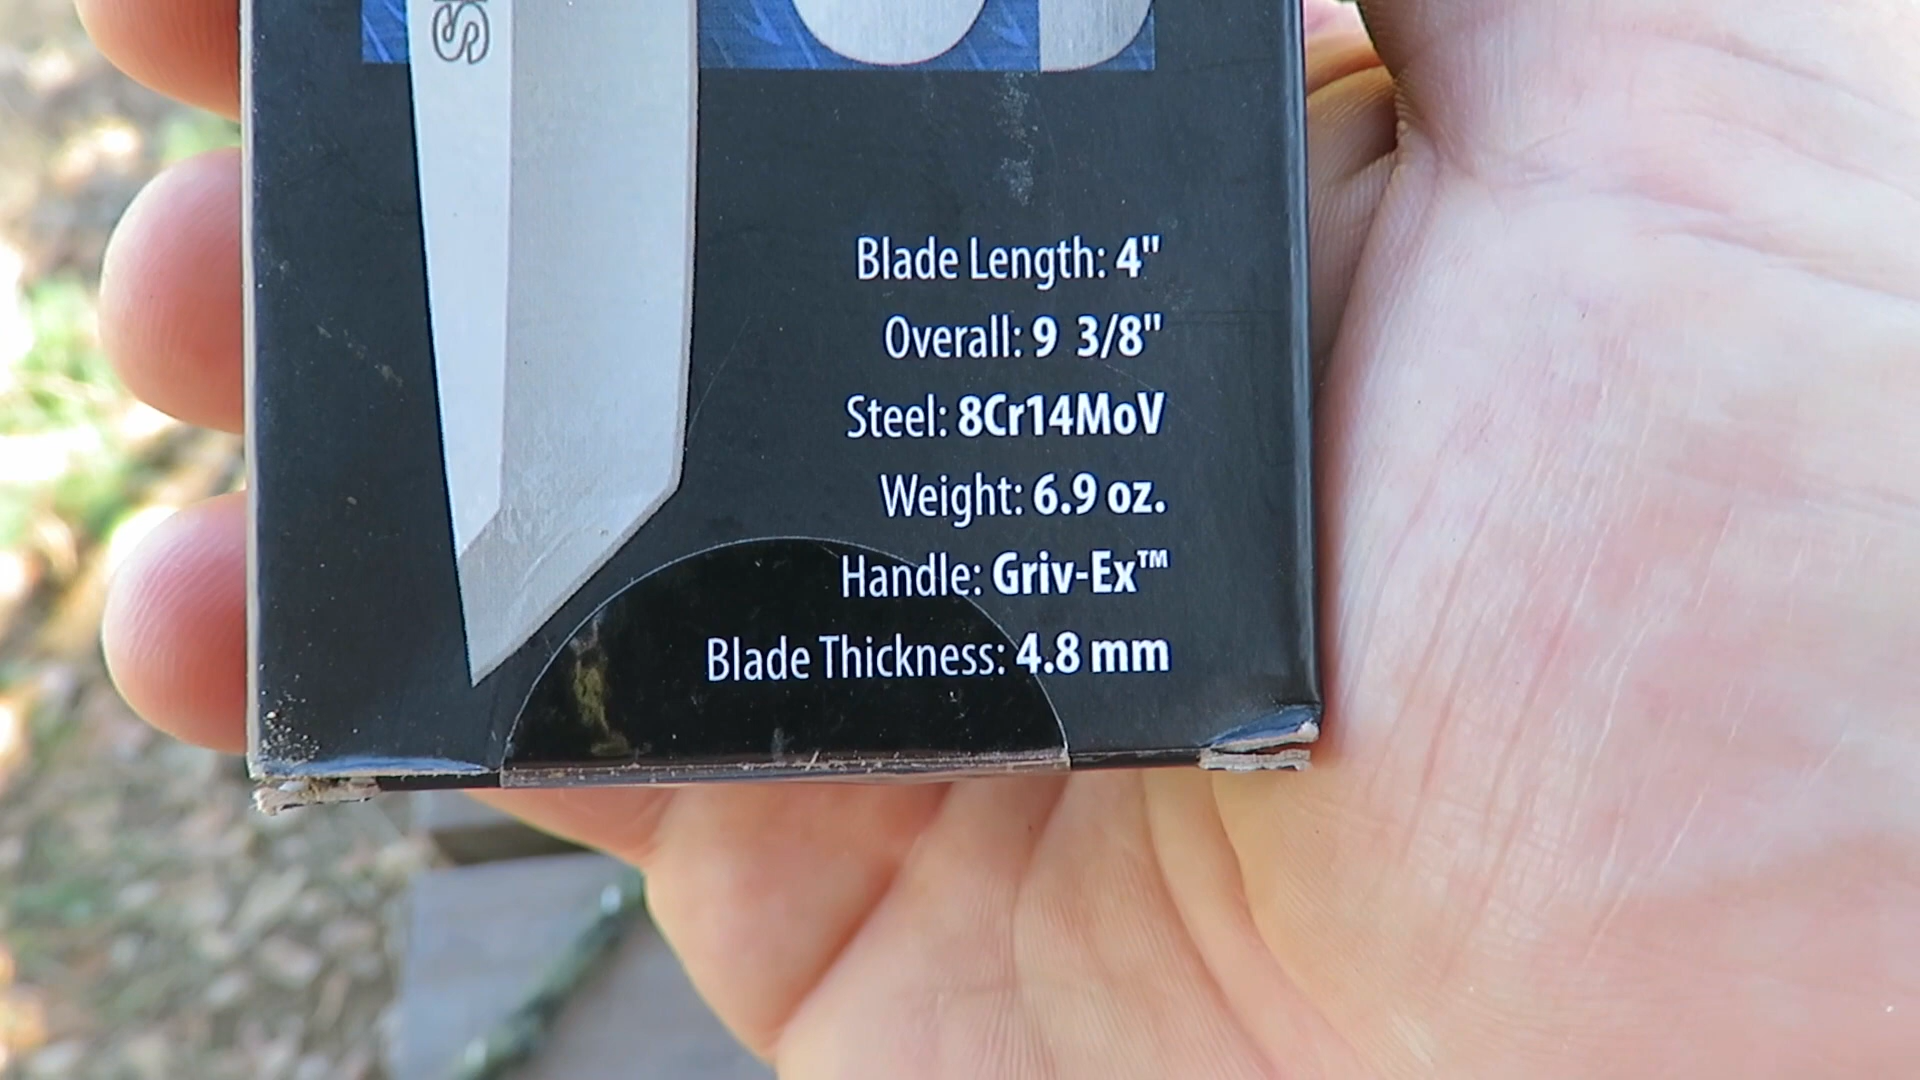 Blade Length: 4"
Overall: 9 3/8"
Steel: 8Cr14MoV
Weight: 6.9 oz.
Handle: Griv-Ex™
Blade Thickness: 4.8 mm